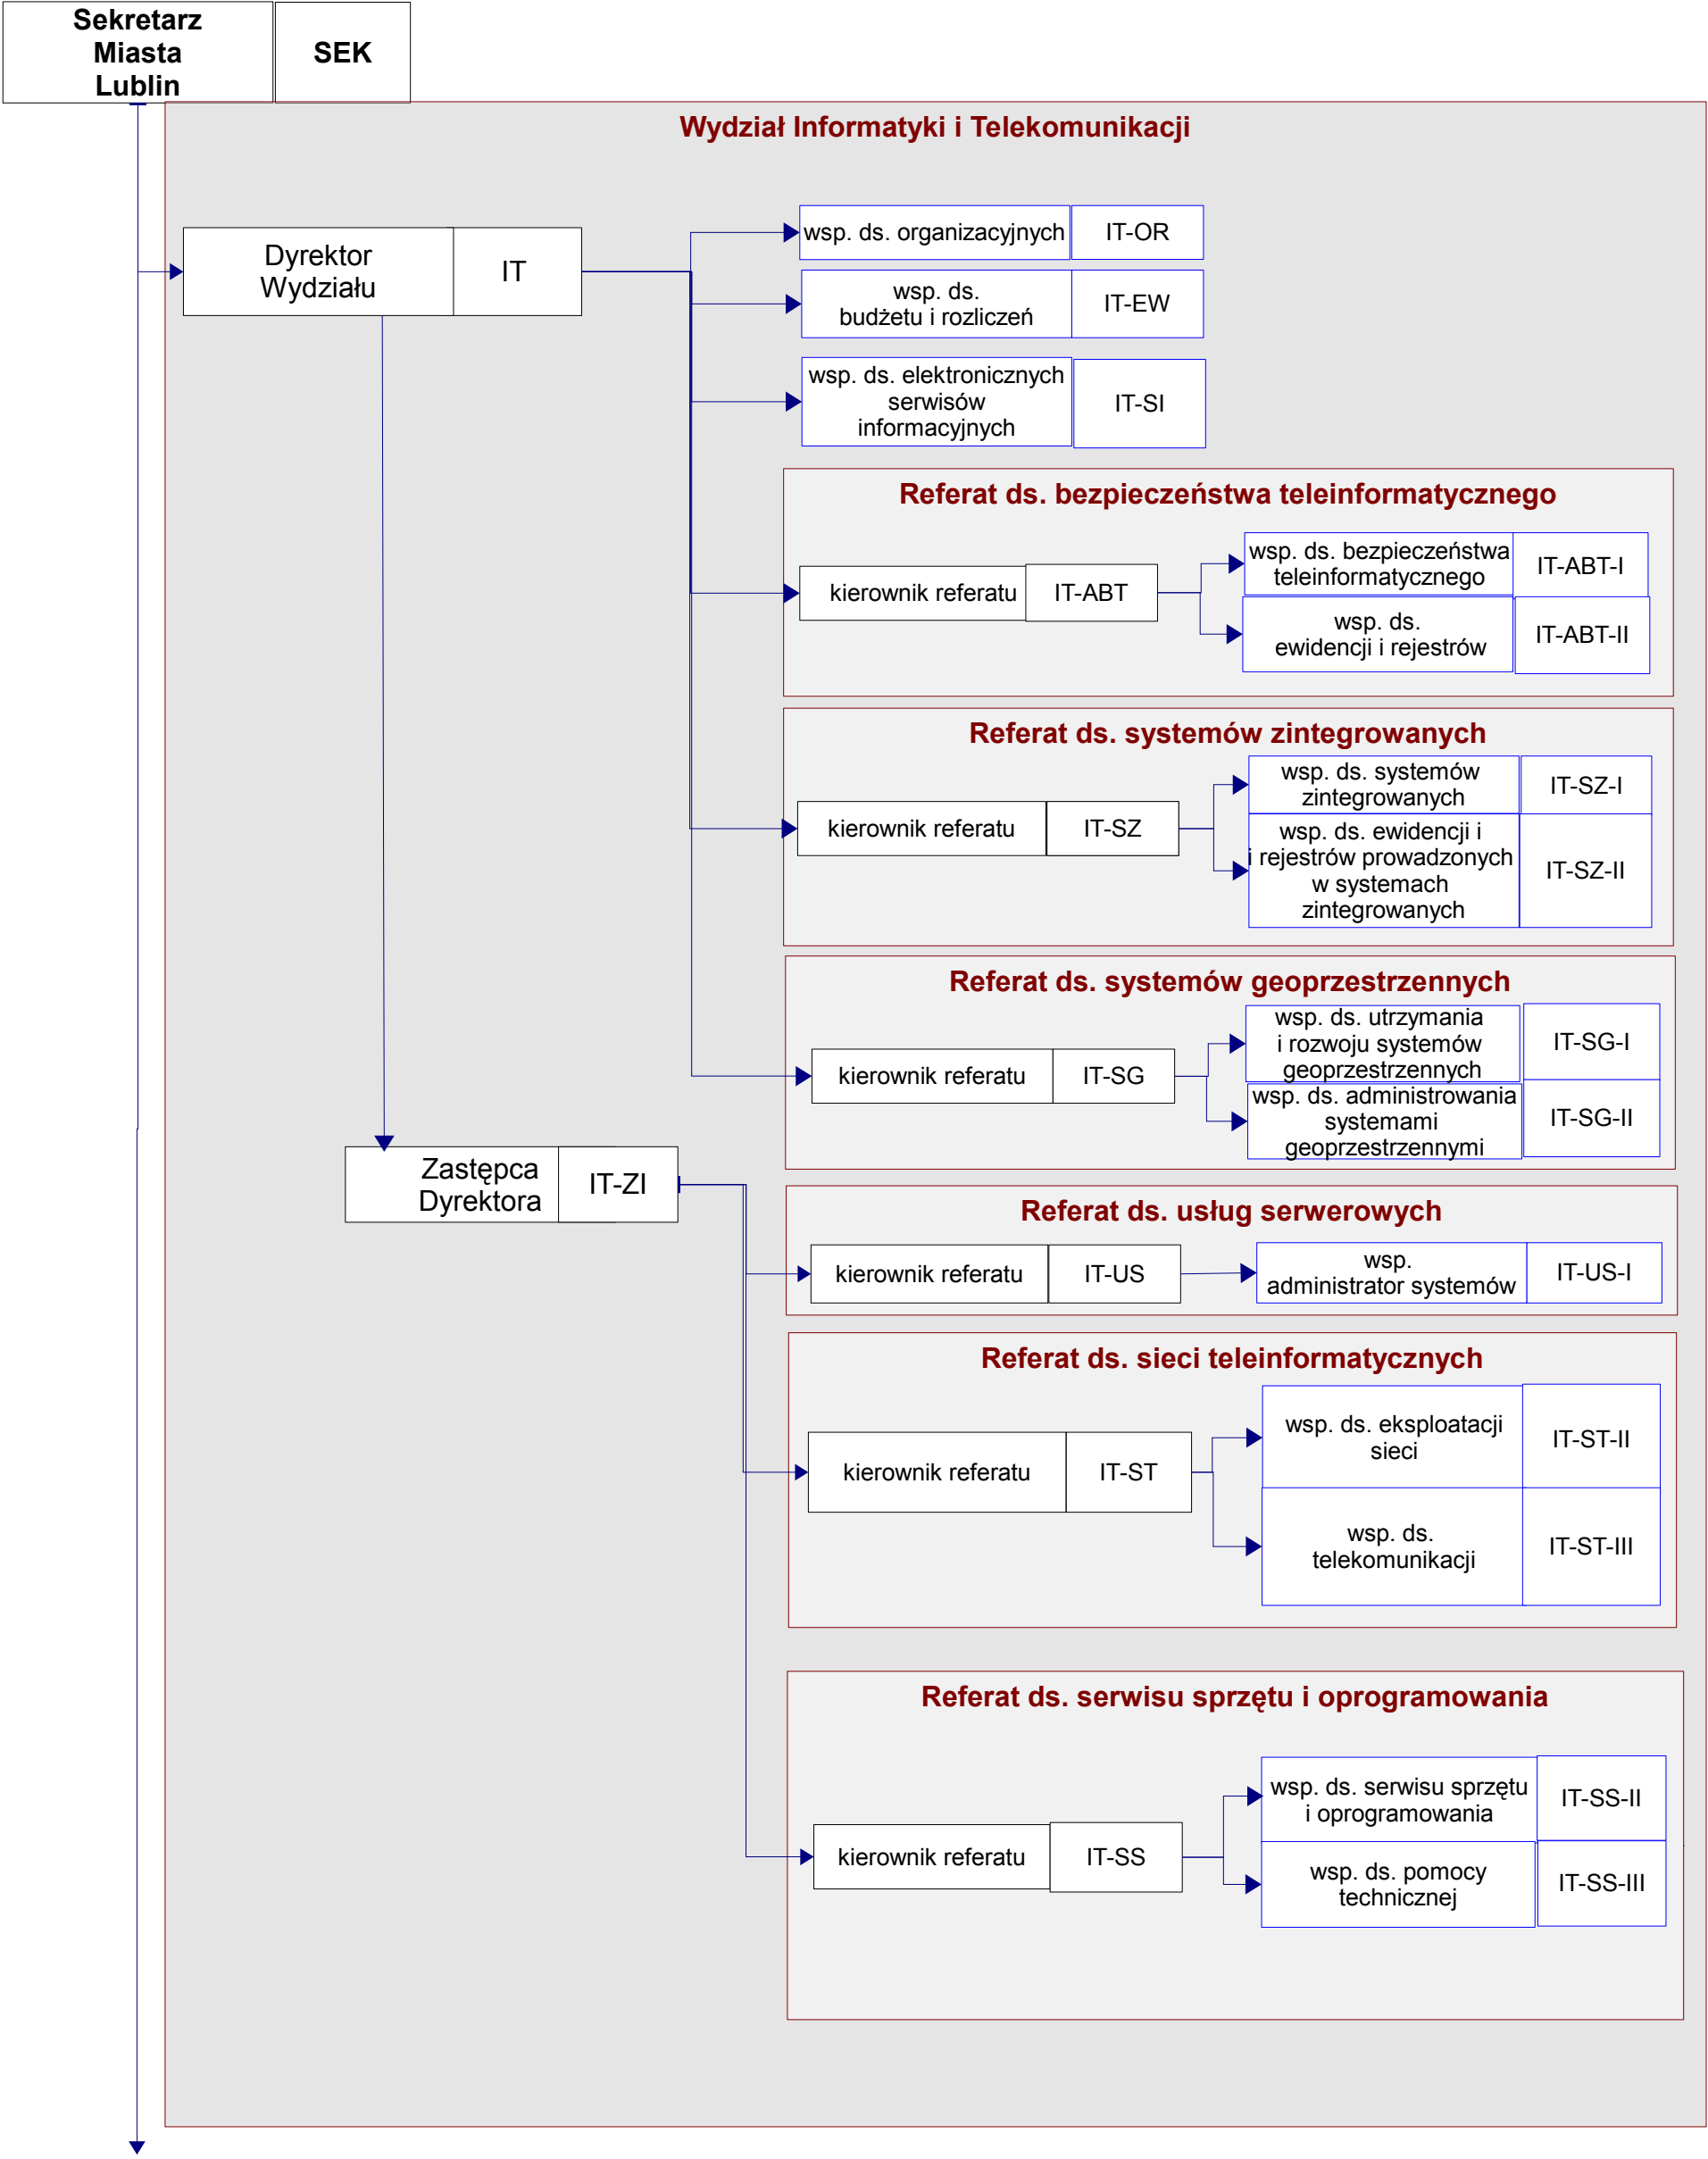 Sekretarz
Miasta
Lublin
SEK
Wydział Informatyki i Telekomunikacji
Dyrektor
Wydziału
IT
wsp. ds. organizacyjnych
IT-OR
wsp. ds.
budżetu i rozliczeń
IT-EW
wsp. ds. elektronicznych
serwisów
informacyjnych
IT-SI
Referat ds. bezpieczeństwa teleinformatycznego
kierownik referatu
IT-ABT
wsp. ds. bezpieczeństwa
teleinformatycznego
IT-ABT-I
wsp. ds.
ewidencji i rejestrów
IT-ABT-II
Referat ds. systemów zintegrowanych
kierownik referatu
IT-SZ
wsp. ds. systemów
zintegrowanych
IT-SZ-I
wsp. ds. ewidencji i
i rejestrów prowadzonych
w systemach
zintegrowanych
IT-SZ-II
Referat ds. systemów geoprzestrzennych
kierownik referatu
IT-SG
wsp. ds. utrzymania
i rozwoju systemów
geoprzestrzennych
IT-SG-I
wsp. ds. administrowania
systemami
geoprzestrzennymi
IT-SG-II
Zastępca
Dyrektora
IT-ZI
Referat ds. usług serwerowych
kierownik referatu
IT-US
wsp.
administrator systemów
IT-US-I
Referat ds. sieci teleinformatycznych
kierownik referatu
IT-ST
wsp. ds. eksploatacji
sieci
IT-ST-II
wsp. ds.
telekomunikacji
IT-ST-III
Referat ds. serwisu sprzętu i oprogramowania
kierownik referatu
IT-SS
wsp. ds. serwisu sprzętu
i oprogramowania
IT-SS-II
wsp. ds. pomocy
technicznej
IT-SS-III